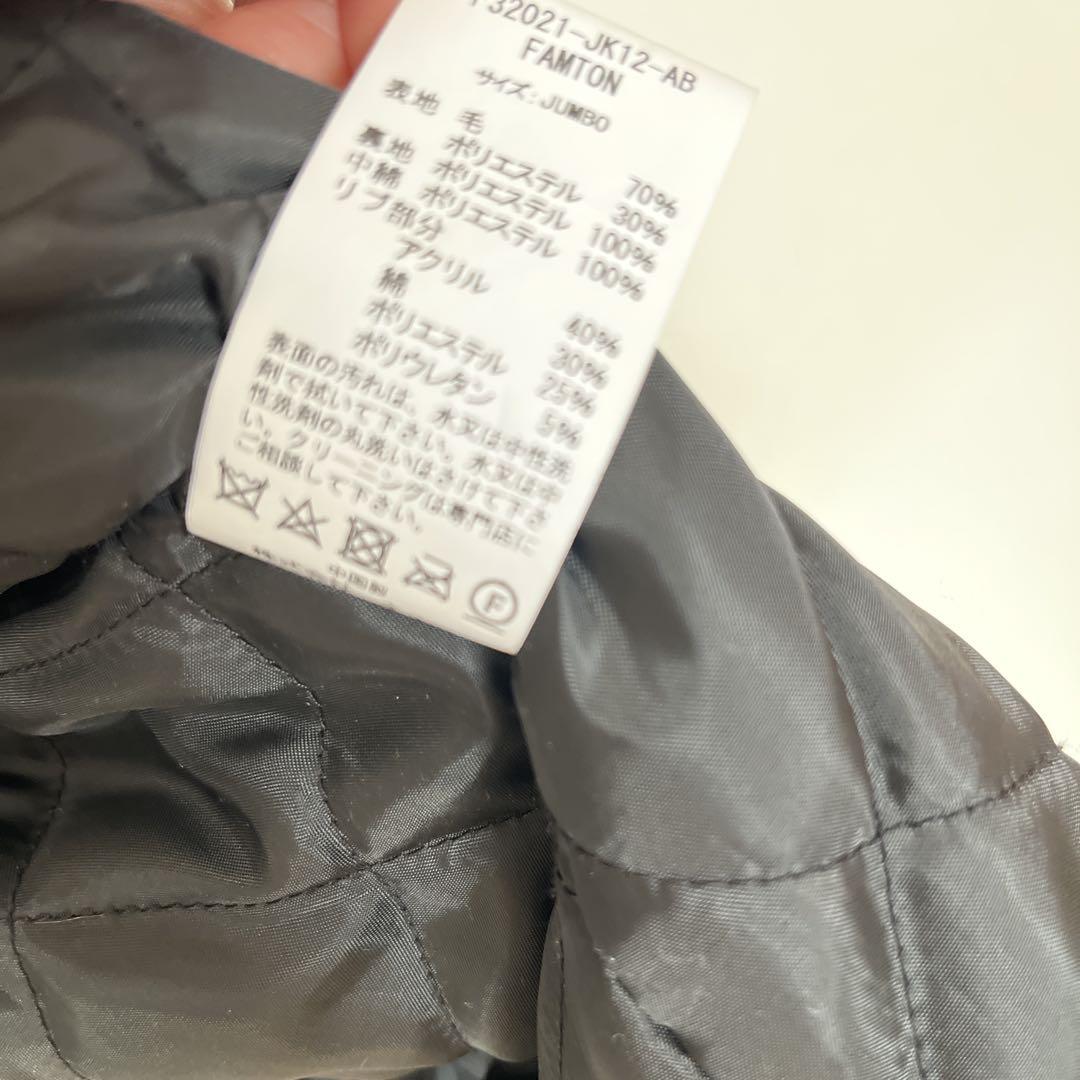 32021-JK12-AB
FAMTON
サイズ:JUMBO
表地 毛 70%
ポリエステル 30%
裏地 ポリエステル 100%
中綿 ポリエステル 100%
リブ部分
アクリル 40%
綿 30%
ポリエステル 25%
ポリウレタン 5%
表面の汚れは、水又は中性洗
剤で拭いて下さい。水又は中
性洗剤の丸洗いはさけて下さ
い。クリーニングは専門店に
ご相談して下さい。
F
中国製